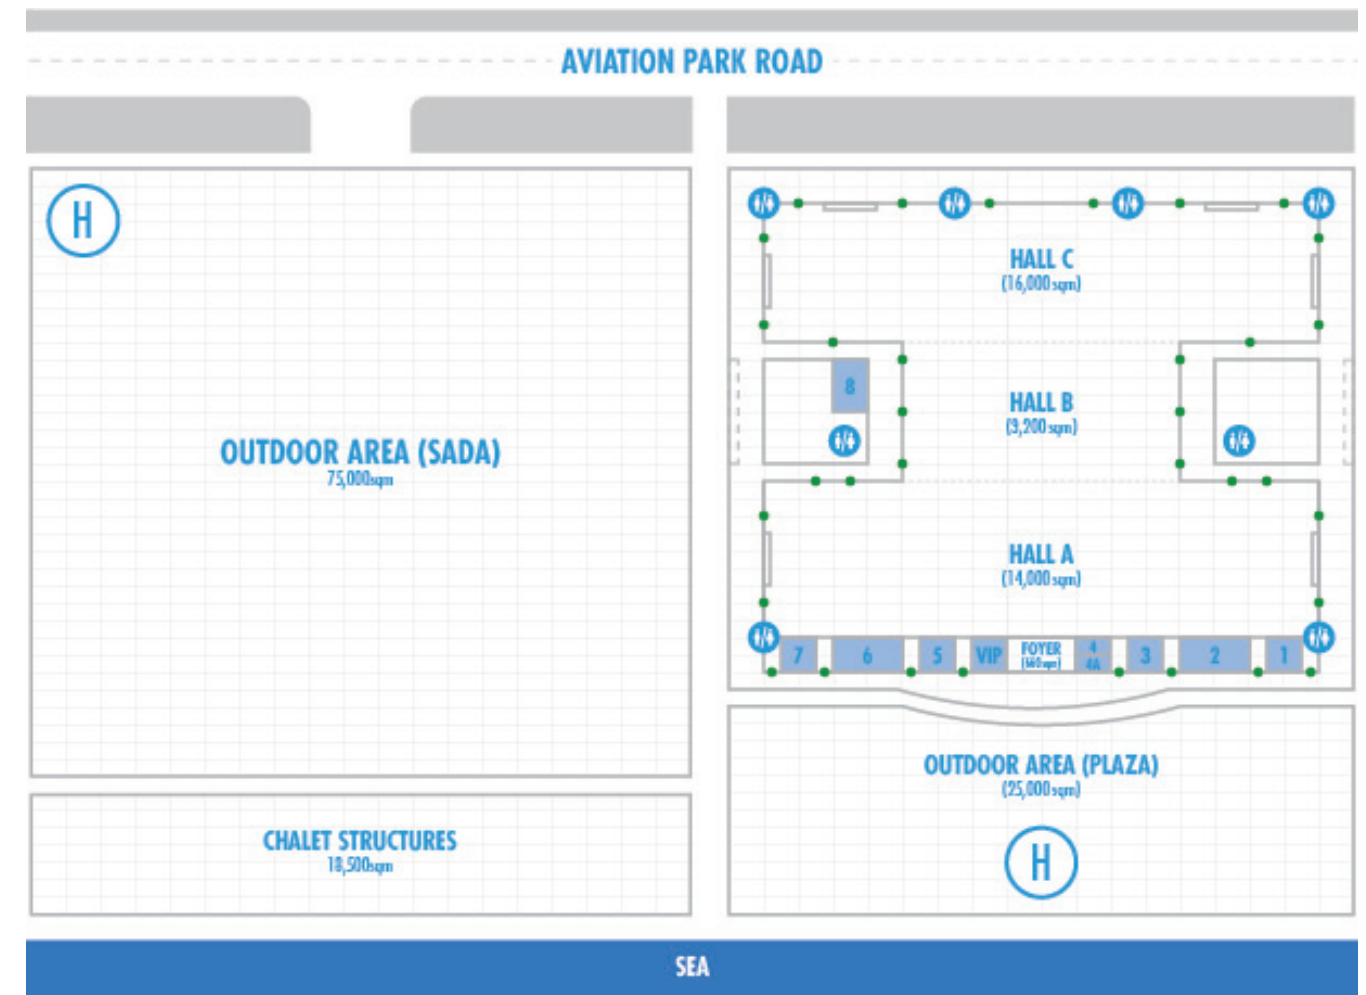 AVIATION PARK ROAD
H
HALL C
(16,000 sqm)
8
HALL B
(3,200 sqm)
OUTDOOR AREA (SADA)
75,000sqm
HALL A
(14,000 sqm)
7
6
5
VIP
FOYER
(660 sqm)
4
4A
3
2
1
OUTDOOR AREA (PLAZA)
(25,000 sqm)
CHALET STRUCTURES
18,500sqm
H
SEA